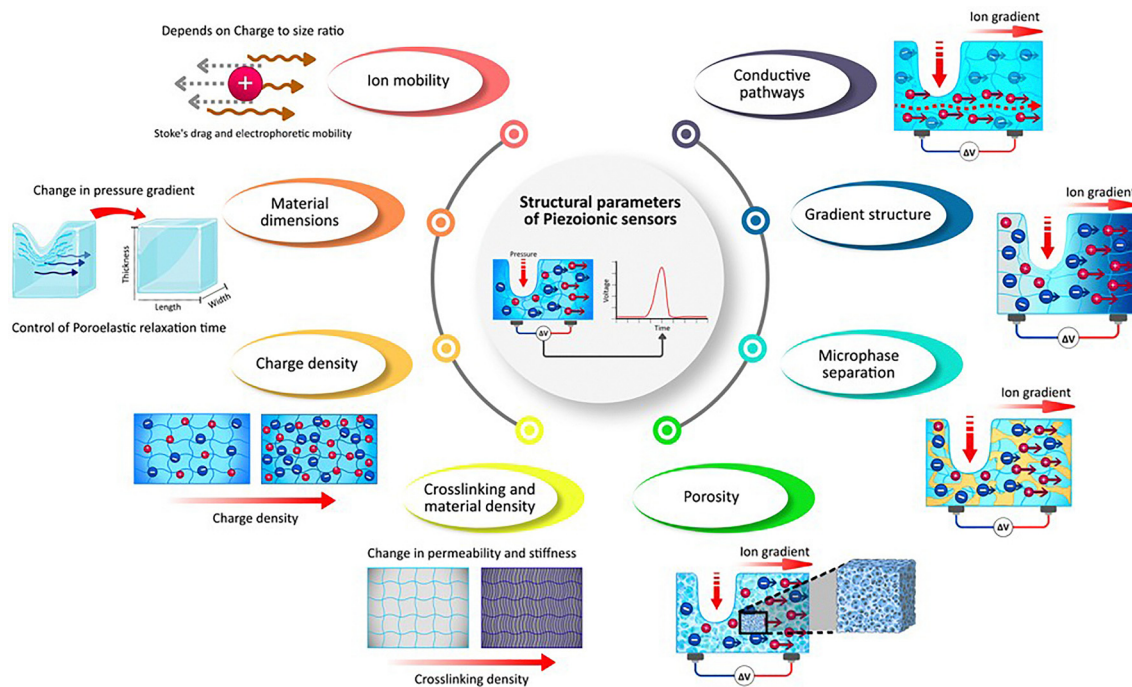 Depends on Charge to size ratio
+
Stoke's drag and electrophoretic mobility
Ion mobility
Change in pressure gradient
Thickness
Length
Width
Control of Poroelastic relaxation time
Material
dimensions
Charge density
Charge density
Crosslinking and
material density
Change in permeability and stiffness
Crosslinking density
Structural parameters
of Piezoionic sensors
Pressure
ΔV
Voltage
Time
Conductive
pathways
Ion gradient
ΔV
Gradient structure
Ion gradient
ΔV
Microphase
separation
Ion gradient
ΔV
Porosity
Ion gradient
ΔV